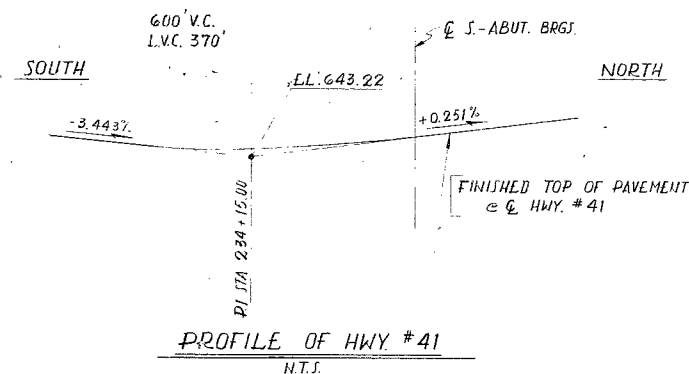 600' V.C.
L.V.C. 370'
℄ S.-ABUT. BRGS.
SOUTH
EL. 643.22
NORTH
-3.443%
+0.251%
FINISHED TOP OF PAVEMENT
@ ℄ HWY. #41
P.I. STA 234+15.00
PROFILE OF HWY. #41
N.T.S.